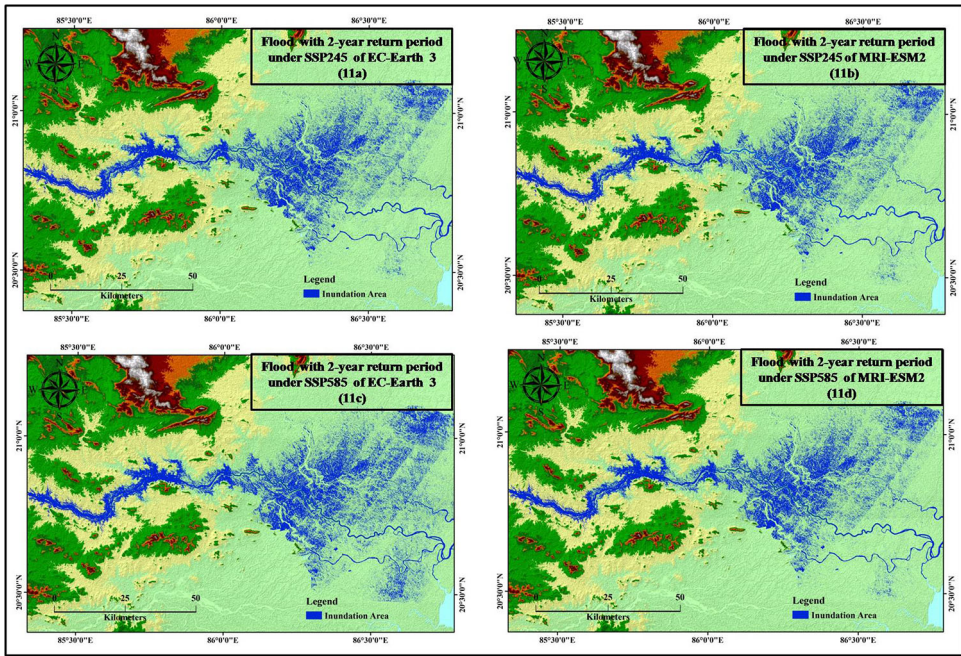 85°30'0"E 86°0'0"E 86°30'0"E
N
W E
Flood with 2-year return period
under SSP245 of EC-Earth 3
(11a)
21°0'0"N 21°0'0"N
20°30'0"N 20°30'0"N
0 25 50
Kilometers
Legend
Inundation Area
85°30'0"E 86°0'0"E 86°30'0"E
85°30'0"E 86°0'0"E 86°30'0"E
N
W E
Flood with 2-year return period
under SSP245 of MRI-ESM2
(11b)
21°0'0"N 21°0'0"N
20°30'0"N 20°30'0"N
0 25 50
Kilometers
Legend
Inundation Area
85°30'0"E 86°0'0"E 86°30'0"E
85°30'0"E 86°0'0"E 86°30'0"E
N
W E
Flood with 2-year return period
under SSP585 of EC-Earth 3
(11c)
21°0'0"N 21°0'0"N
20°30'0"N 20°30'0"N
0 25 50
Kilometers
Legend
Inundation Area
85°30'0"E 86°0'0"E 86°30'0"E
85°30'0"E 86°0'0"E 86°30'0"E
N
W E
Flood with 2-year return period
under SSP585 of MRI-ESM2
(11d)
21°0'0"N 21°0'0"N
20°30'0"N 20°30'0"N
0 25 50
Kilometers
Legend
Inundation Area
85°30'0"E 86°0'0"E 86°30'0"E